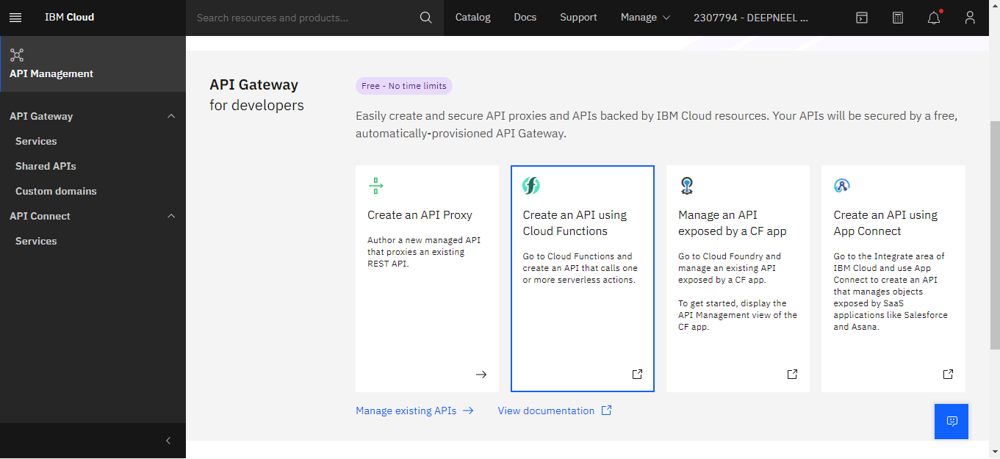 IBM Cloud
Search resources and products...
Catalog
Docs
Support
Manage
2307794 - DEEPNEEL ...
API Management
API Gateway
Services
Shared APIs
Custom domains
API Connect
Services
API Gateway
for developers
Free - No time limits
Easily create and secure API proxies and APIs backed by IBM Cloud resources. Your APIs will be secured by a free,
automatically-provisioned API Gateway.
Create an API Proxy
Author a new managed API
that proxies an existing
REST API.
Create an API using
Cloud Functions
Go to Cloud Functions and
create an API that calls one
or more serverless actions.
Manage an API
exposed by a CF app
Go to Cloud Foundry and
manage an existing API
exposed by a CF app.
To get started, display the
API Management view of the
CF app.
Create an API using
App Connect
Go to the Integrate area of
IBM Cloud and use App
Connect to create an API
that manages objects
exposed by SaaS
applications like Salesforce
and Asana.
Manage existing APIs
View documentation